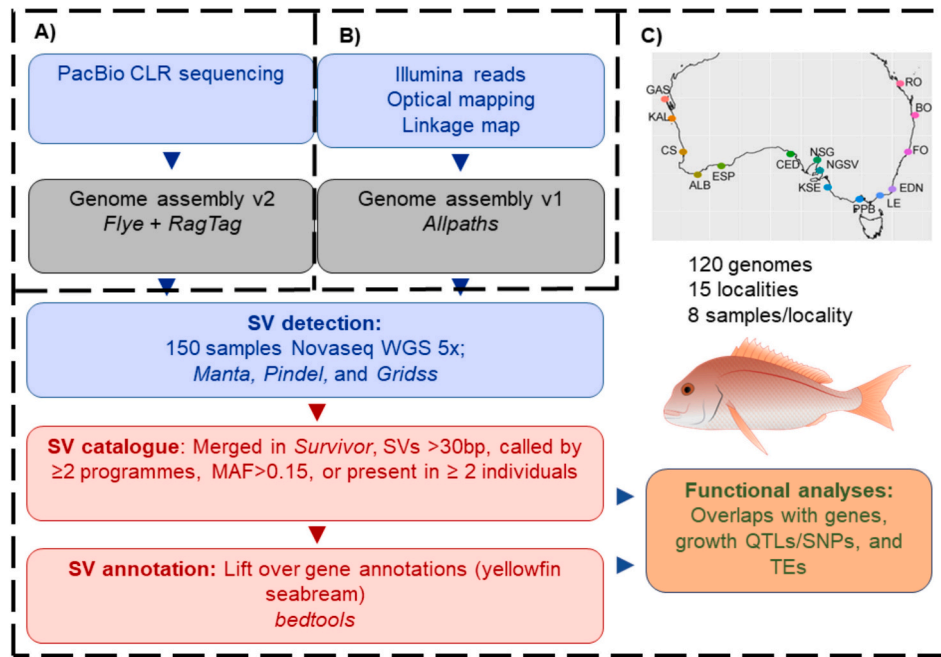 A)
PacBio CLR sequencing
Genome assembly v2
Flye + RagTag
B)
Illumina reads
Optical mapping
Linkage map
Genome assembly v1
Allpaths
SV detection:
150 samples Novaseq WGS 5x;
Manta, Pindel, and Gridss
SV catalogue: Merged in Survivor, SVs >30bp, called by
≥2 programmes, MAF>0.15, or present in ≥ 2 individuals
SV annotation: Lift over gene annotations (yellowfin
seabream)
bedtools
C)
GAS
KAL
CS
ALB
ESP
CED
NSG
NGSV
KSE
PPB
LE
EDN
FO
BO
RO
120 genomes
15 localities
8 samples/locality
Functional analyses:
Overlaps with genes,
growth QTLs/SNPs, and
TEs